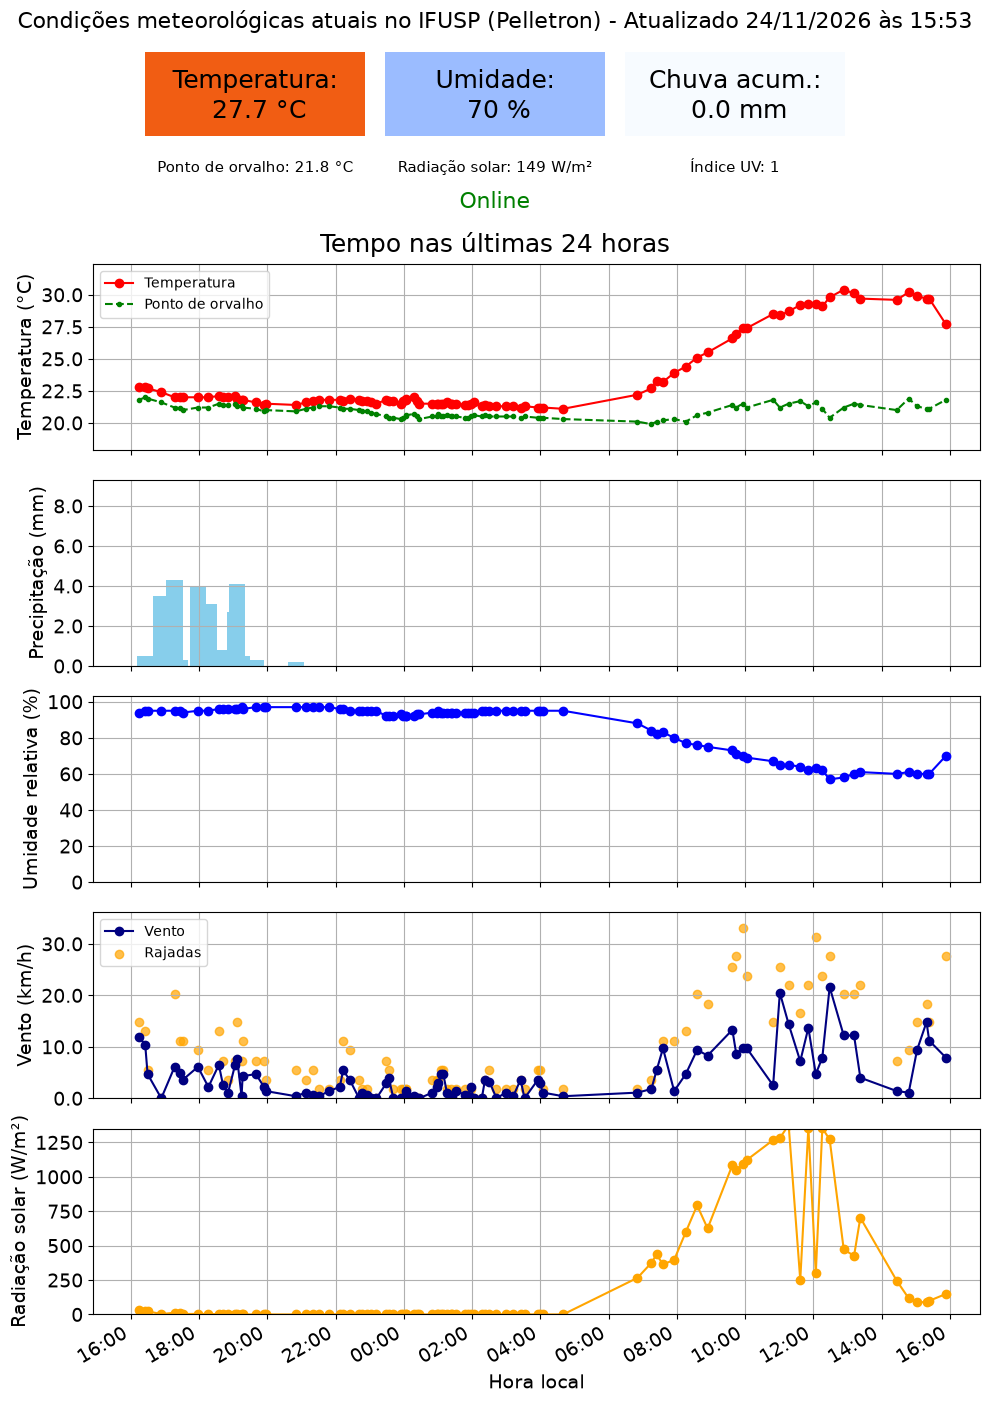 Condições meteorológicas atuais no IFUSP (Pelletron) - Atualizado 24/11/2026 às 15:53
Temperatura:
27.7 °C
Umidade:
70 %
Chuva acum.:
0.0 mm
Ponto de orvalho: 21.8 °C
Radiação solar: 149 W/m²
Índice UV: 1
Online
Tempo nas últimas 24 horas
Temperatura (°C)
30.0
27.5
25.0
22.5
20.0
Temperatura
Ponto de orvalho
Precipitação (mm)
8.0
6.0
4.0
2.0
0.0
Umidade relativa (%)
100
80
60
40
20
0
Vento (km/h)
30.0
20.0
10.0
0.0
Vento
Rajadas
Radiação solar (W/m²)
1250
1000
750
500
250
0
16:00
18:00
20:00
22:00
00:00
02:00
04:00
06:00
08:00
10:00
12:00
14:00
16:00
Hora local